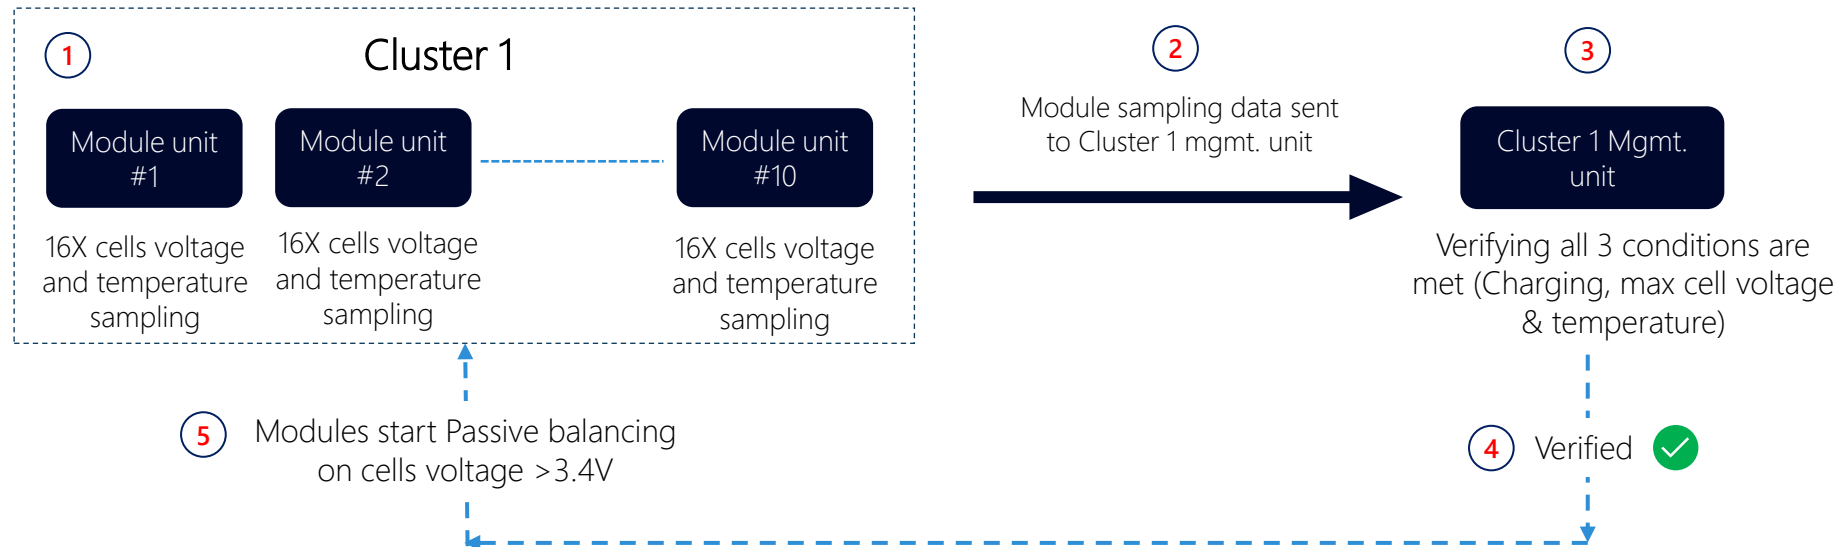 1
Cluster 1
Module unit
#1
Module unit
#2
Module unit
#10
16X cells voltage
and temperature
sampling
16X cells voltage
and temperature
sampling
16X cells voltage
and temperature
sampling
2
Module sampling data sent
to Cluster 1 mgmt. unit
3
Cluster 1 Mgmt.
unit
Verifying all 3 conditions are
met (Charging, max cell voltage
& temperature)
4
Verified
5
Modules start Passive balancing
on cells voltage >3.4V